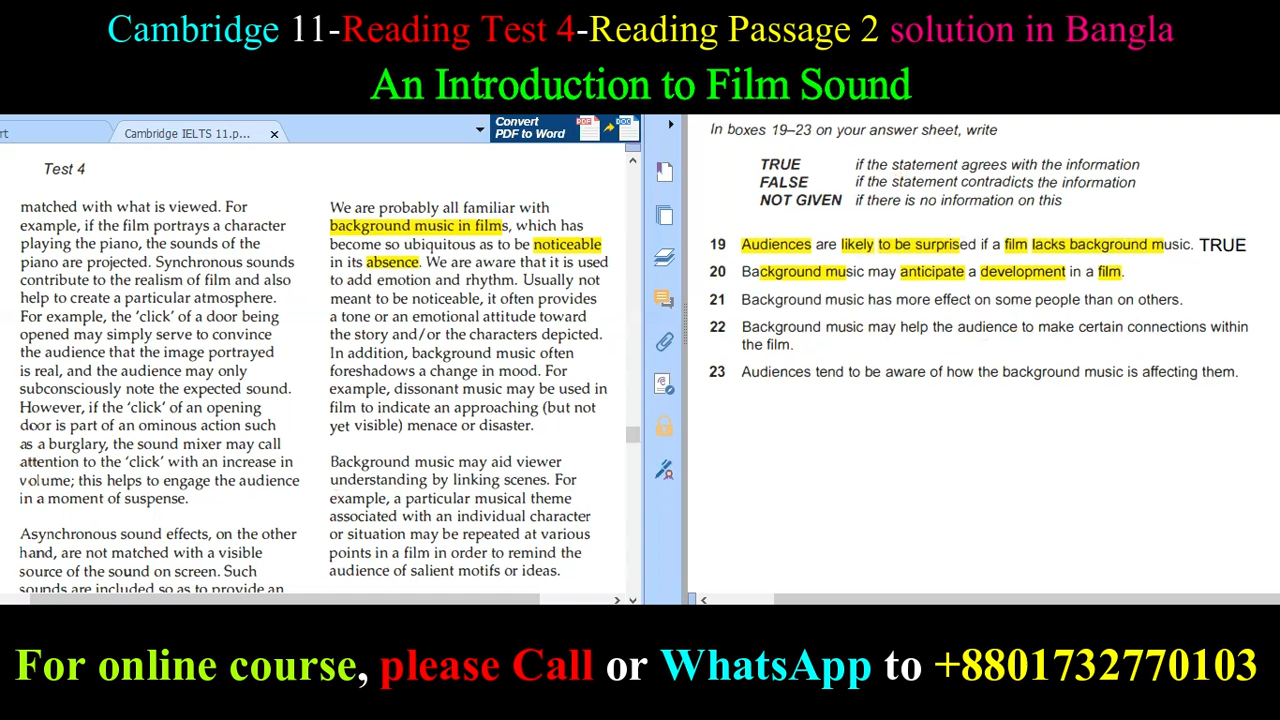 Cambridge 11-Reading Test 4-Reading Passage 2 solution in Bangla
An Introduction to Film Sound
rt
Cambridge IELTS 11.p...
Convert
PDF to Word
PDF
DOC
Test 4
matched with what is viewed. For
example, if the film portrays a character
playing the piano, the sounds of the
piano are projected. Synchronous sounds
contribute to the realism of film and also
help to create a particular atmosphere.
For example, the ‘click’ of a door being
opened may simply serve to convince
the audience that the image portrayed
is real, and the audience may only
subconsciously note the expected sound.
However, if the ‘click’ of an opening
door is part of an ominous action such
as a burglary, the sound mixer may call
attention to the ‘click’ with an increase in
volume; this helps to engage the audience
in a moment of suspense.
Asynchronous sound effects, on the other
hand, are not matched with a visible
source of the sound on screen. Such
sounds are included so as to provide an
We are probably all familiar with
background music in films, which has
become so ubiquitous as to be noticeable
in its absence. We are aware that it is used
to add emotion and rhythm. Usually not
meant to be noticeable, it often provides
a tone or an emotional attitude toward
the story and/or the characters depicted.
In addition, background music often
foreshadows a change in mood. For
example, dissonant music may be used in
film to indicate an approaching (but not
yet visible) menace or disaster.
Background music may aid viewer
understanding by linking scenes. For
example, a particular musical theme
associated with an individual character
or situation may be repeated at various
points in a film in order to remind the
audience of salient motifs or ideas.
In boxes 19–23 on your answer sheet, write
TRUE if the statement agrees with the information
FALSE if the statement contradicts the information
NOT GIVEN if there is no information on this
19 Audiences are likely to be surprised if a film lacks background music. TRUE
20 Background music may anticipate a development in a film.
21 Background music has more effect on some people than on others.
22 Background music may help the audience to make certain connections within
the film.
23 Audiences tend to be aware of how the background music is affecting them.
For online course, please Call or WhatsApp to +8801732770103